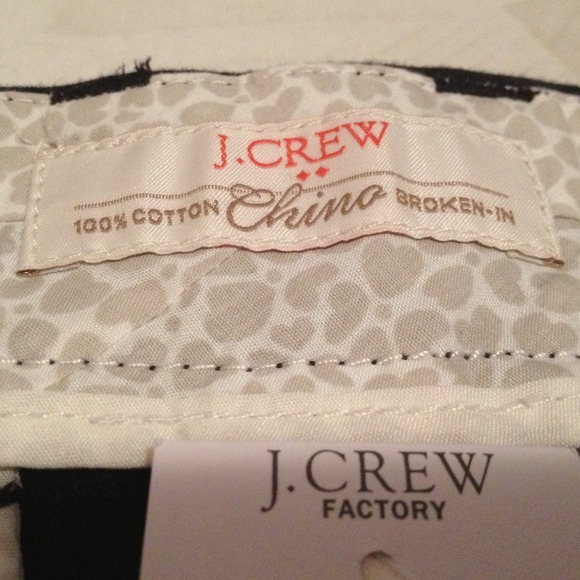 J.CREW
100% COTTON Chino BROKEN-IN
J.CREW
FACTORY